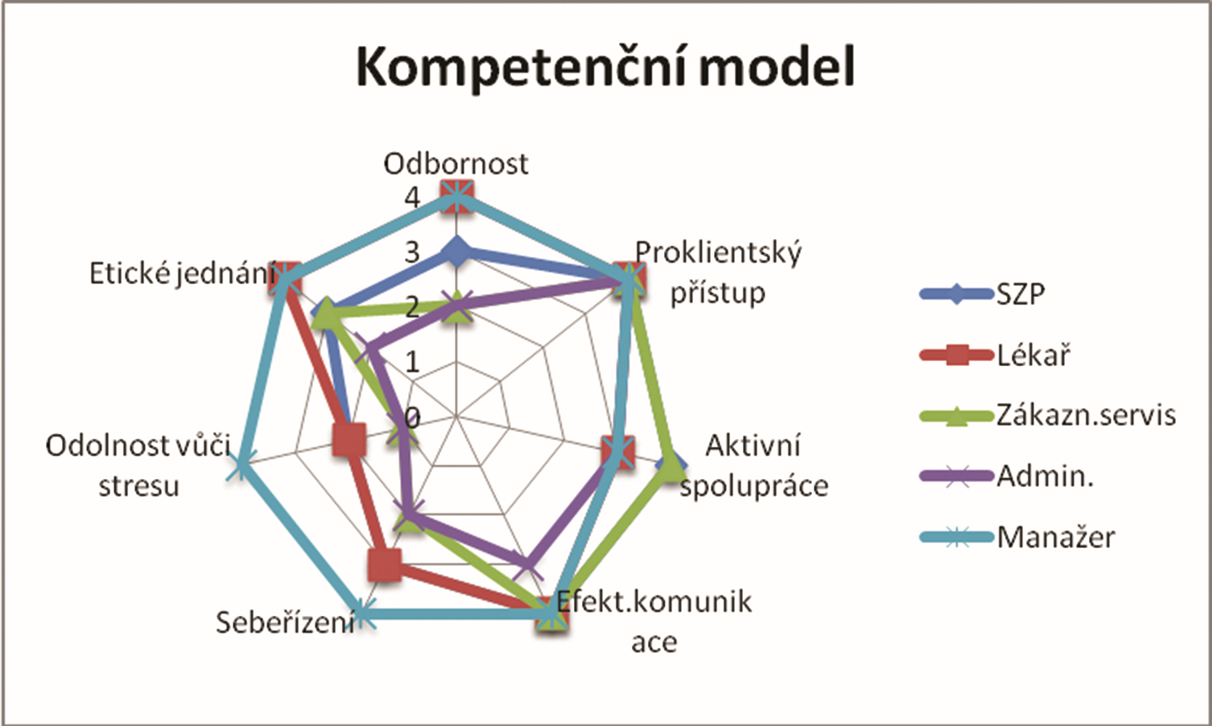 Kompetenční model
Odbornost
4
3
2
1
0
Proklientský
přístup
Aktivní
spolupráce
Efekt.komunik
ace
Sebeřízení
Odolnost vůči
stresu
Etické jednání
SZP
Lékař
Zákazn.servis
Admin.
Manažer